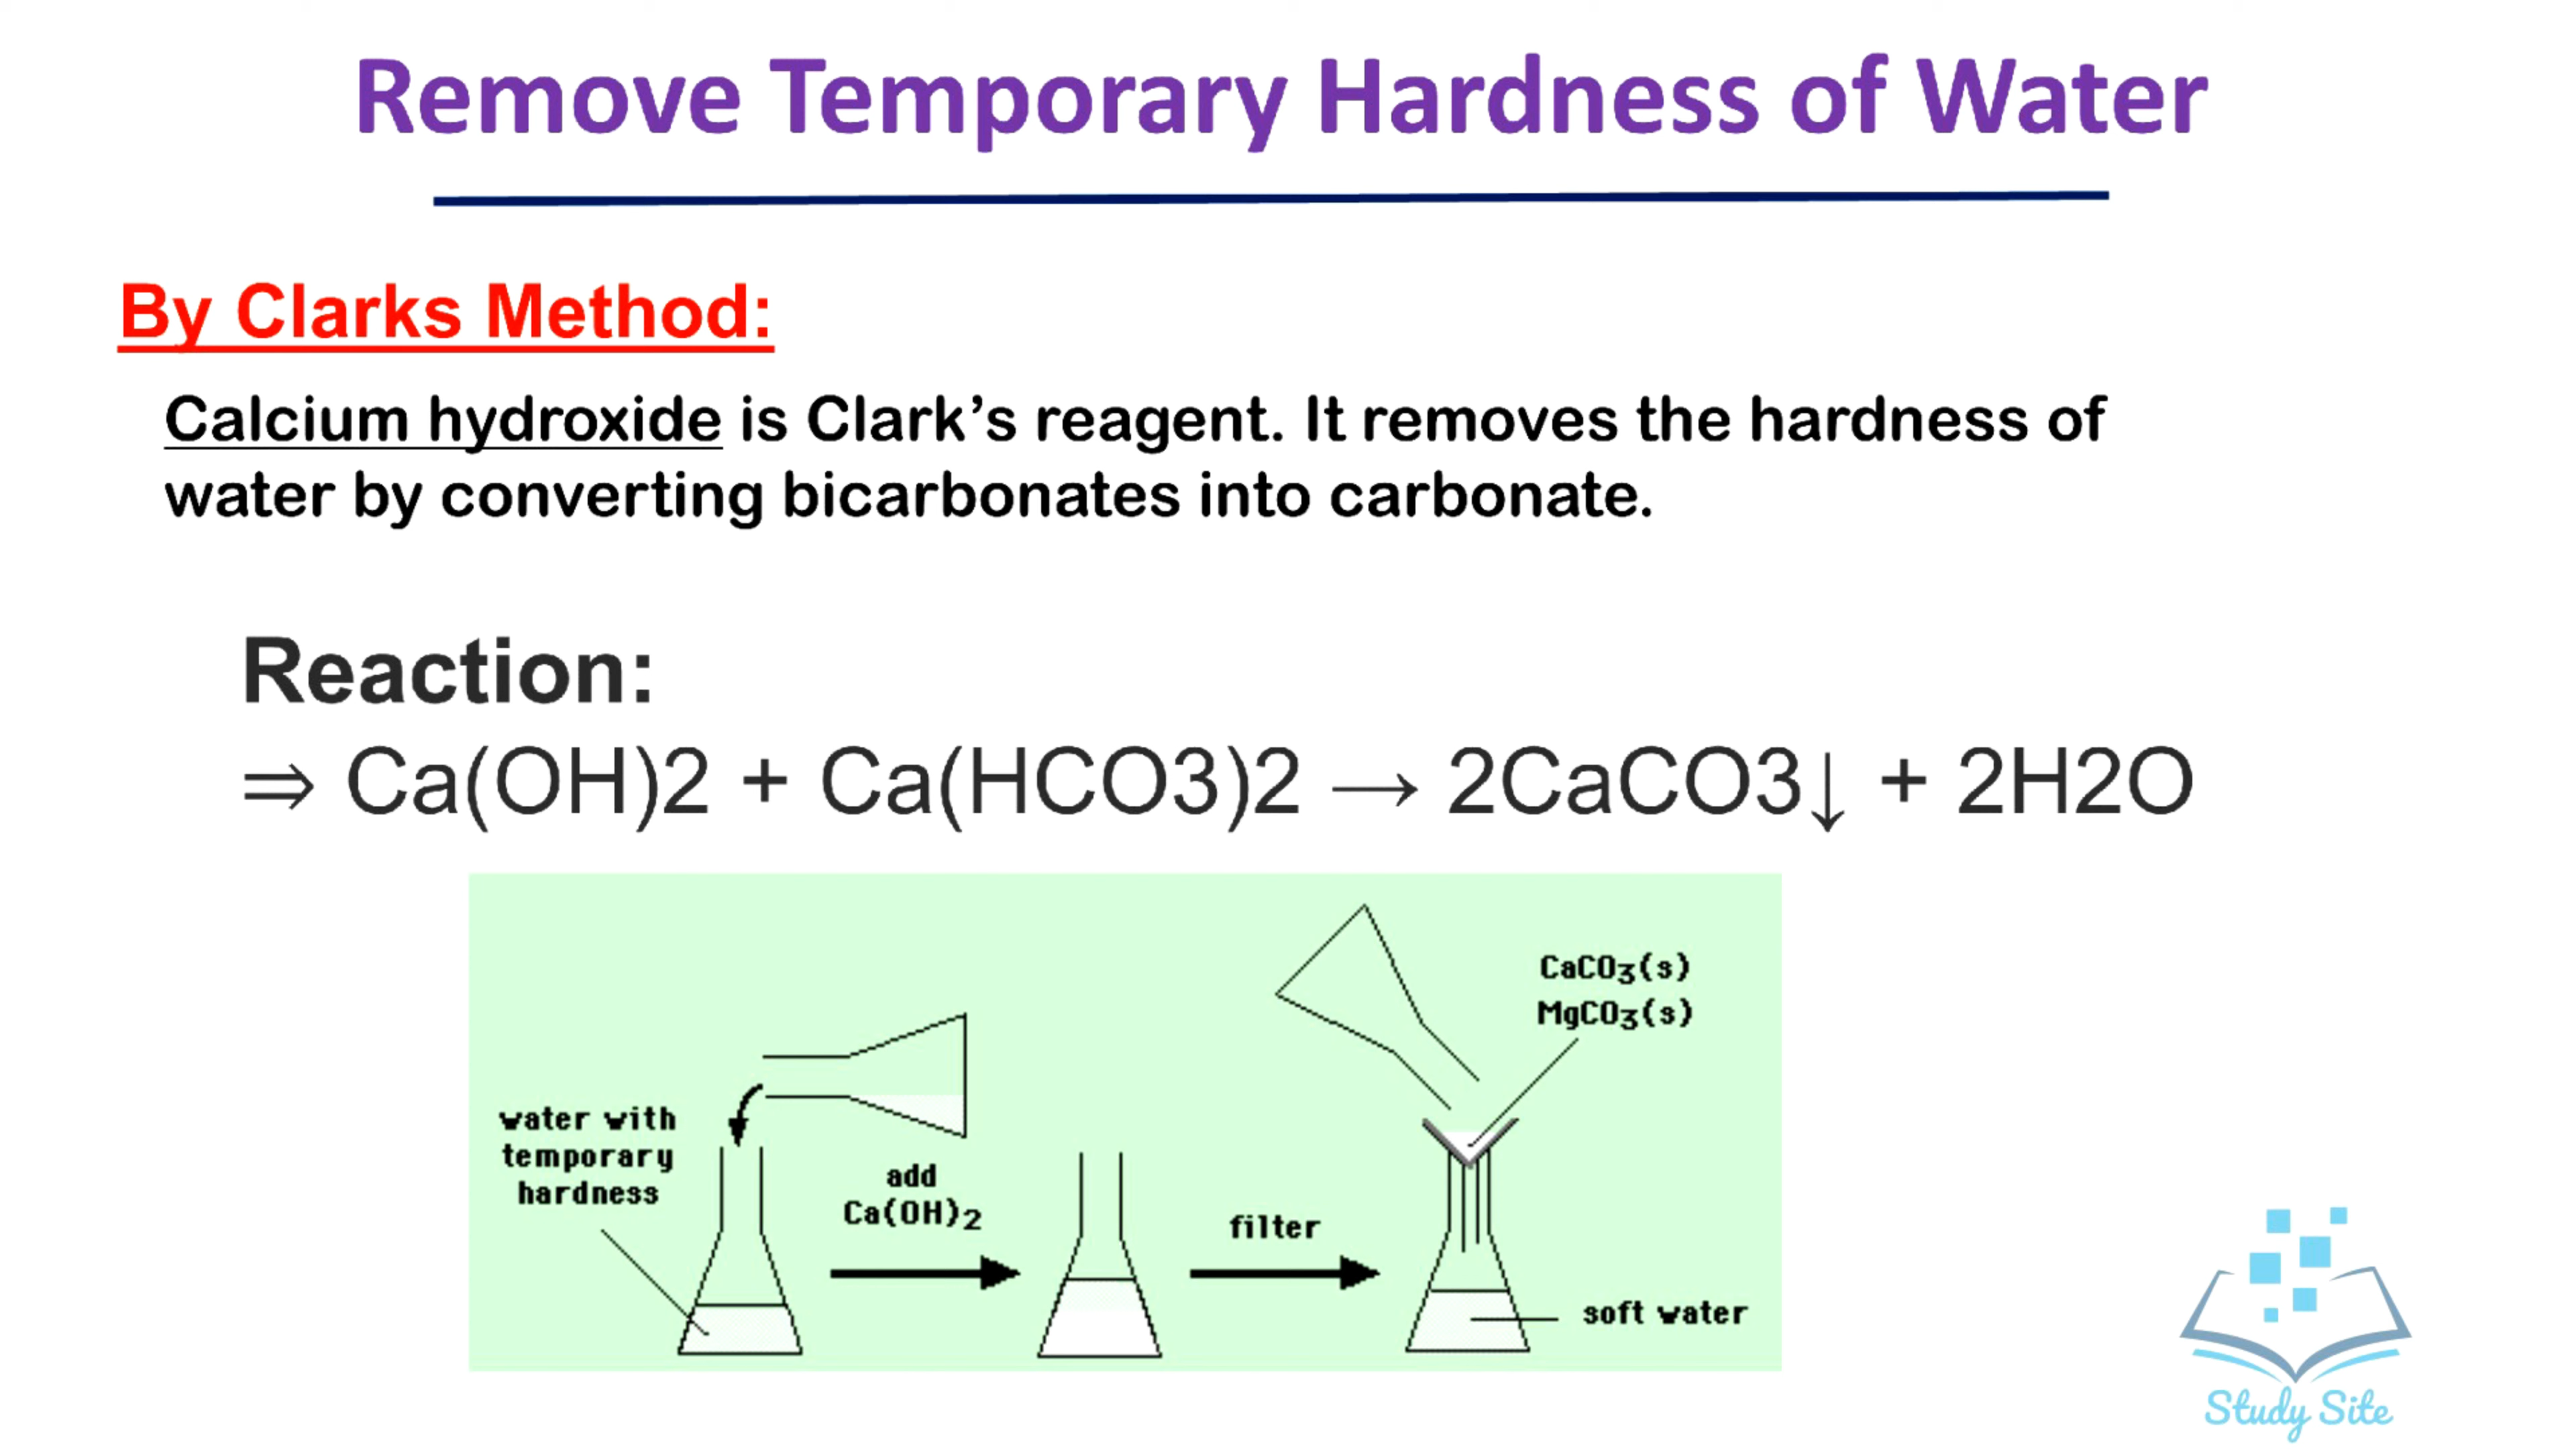 Remove Temporary Hardness of Water
By Clarks Method:
Calcium hydroxide is Clark’s reagent. It removes the hardness of
water by converting bicarbonates into carbonate.
Reaction:
⇒ Ca(OH)2 + Ca(HCO3)2 → 2CaCO3↓ + 2H2O
water with
temporary
hardness
add
Ca(OH)₂
filter
CaCO₃(s)
MgCO₃(s)
soft water
Study Site